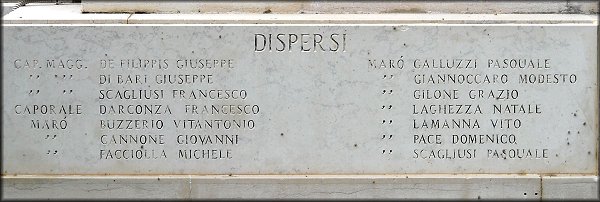 DISPERSI
CAP. MAGG. DE FILIPPIS GIUSEPPE
" " DI BARI GIUSEPPE
" " SCAGLIUSI FRANCESCO
CAPORALE DARCONZA FRANCESCO
MARÓ BUZZERIO VITANTONIO
" CANNONE GIOVANNI
" FACCIOLLA MICHELE
MARÓ GALLUZZI PASQUALE
" GIANNOCCARO MODESTO
" GILONE GRAZIO
" LAGHEZZA NATALE
" LAMANNA VITO
" PACE DOMENICO
" SCAGLIUSI PASQUALE